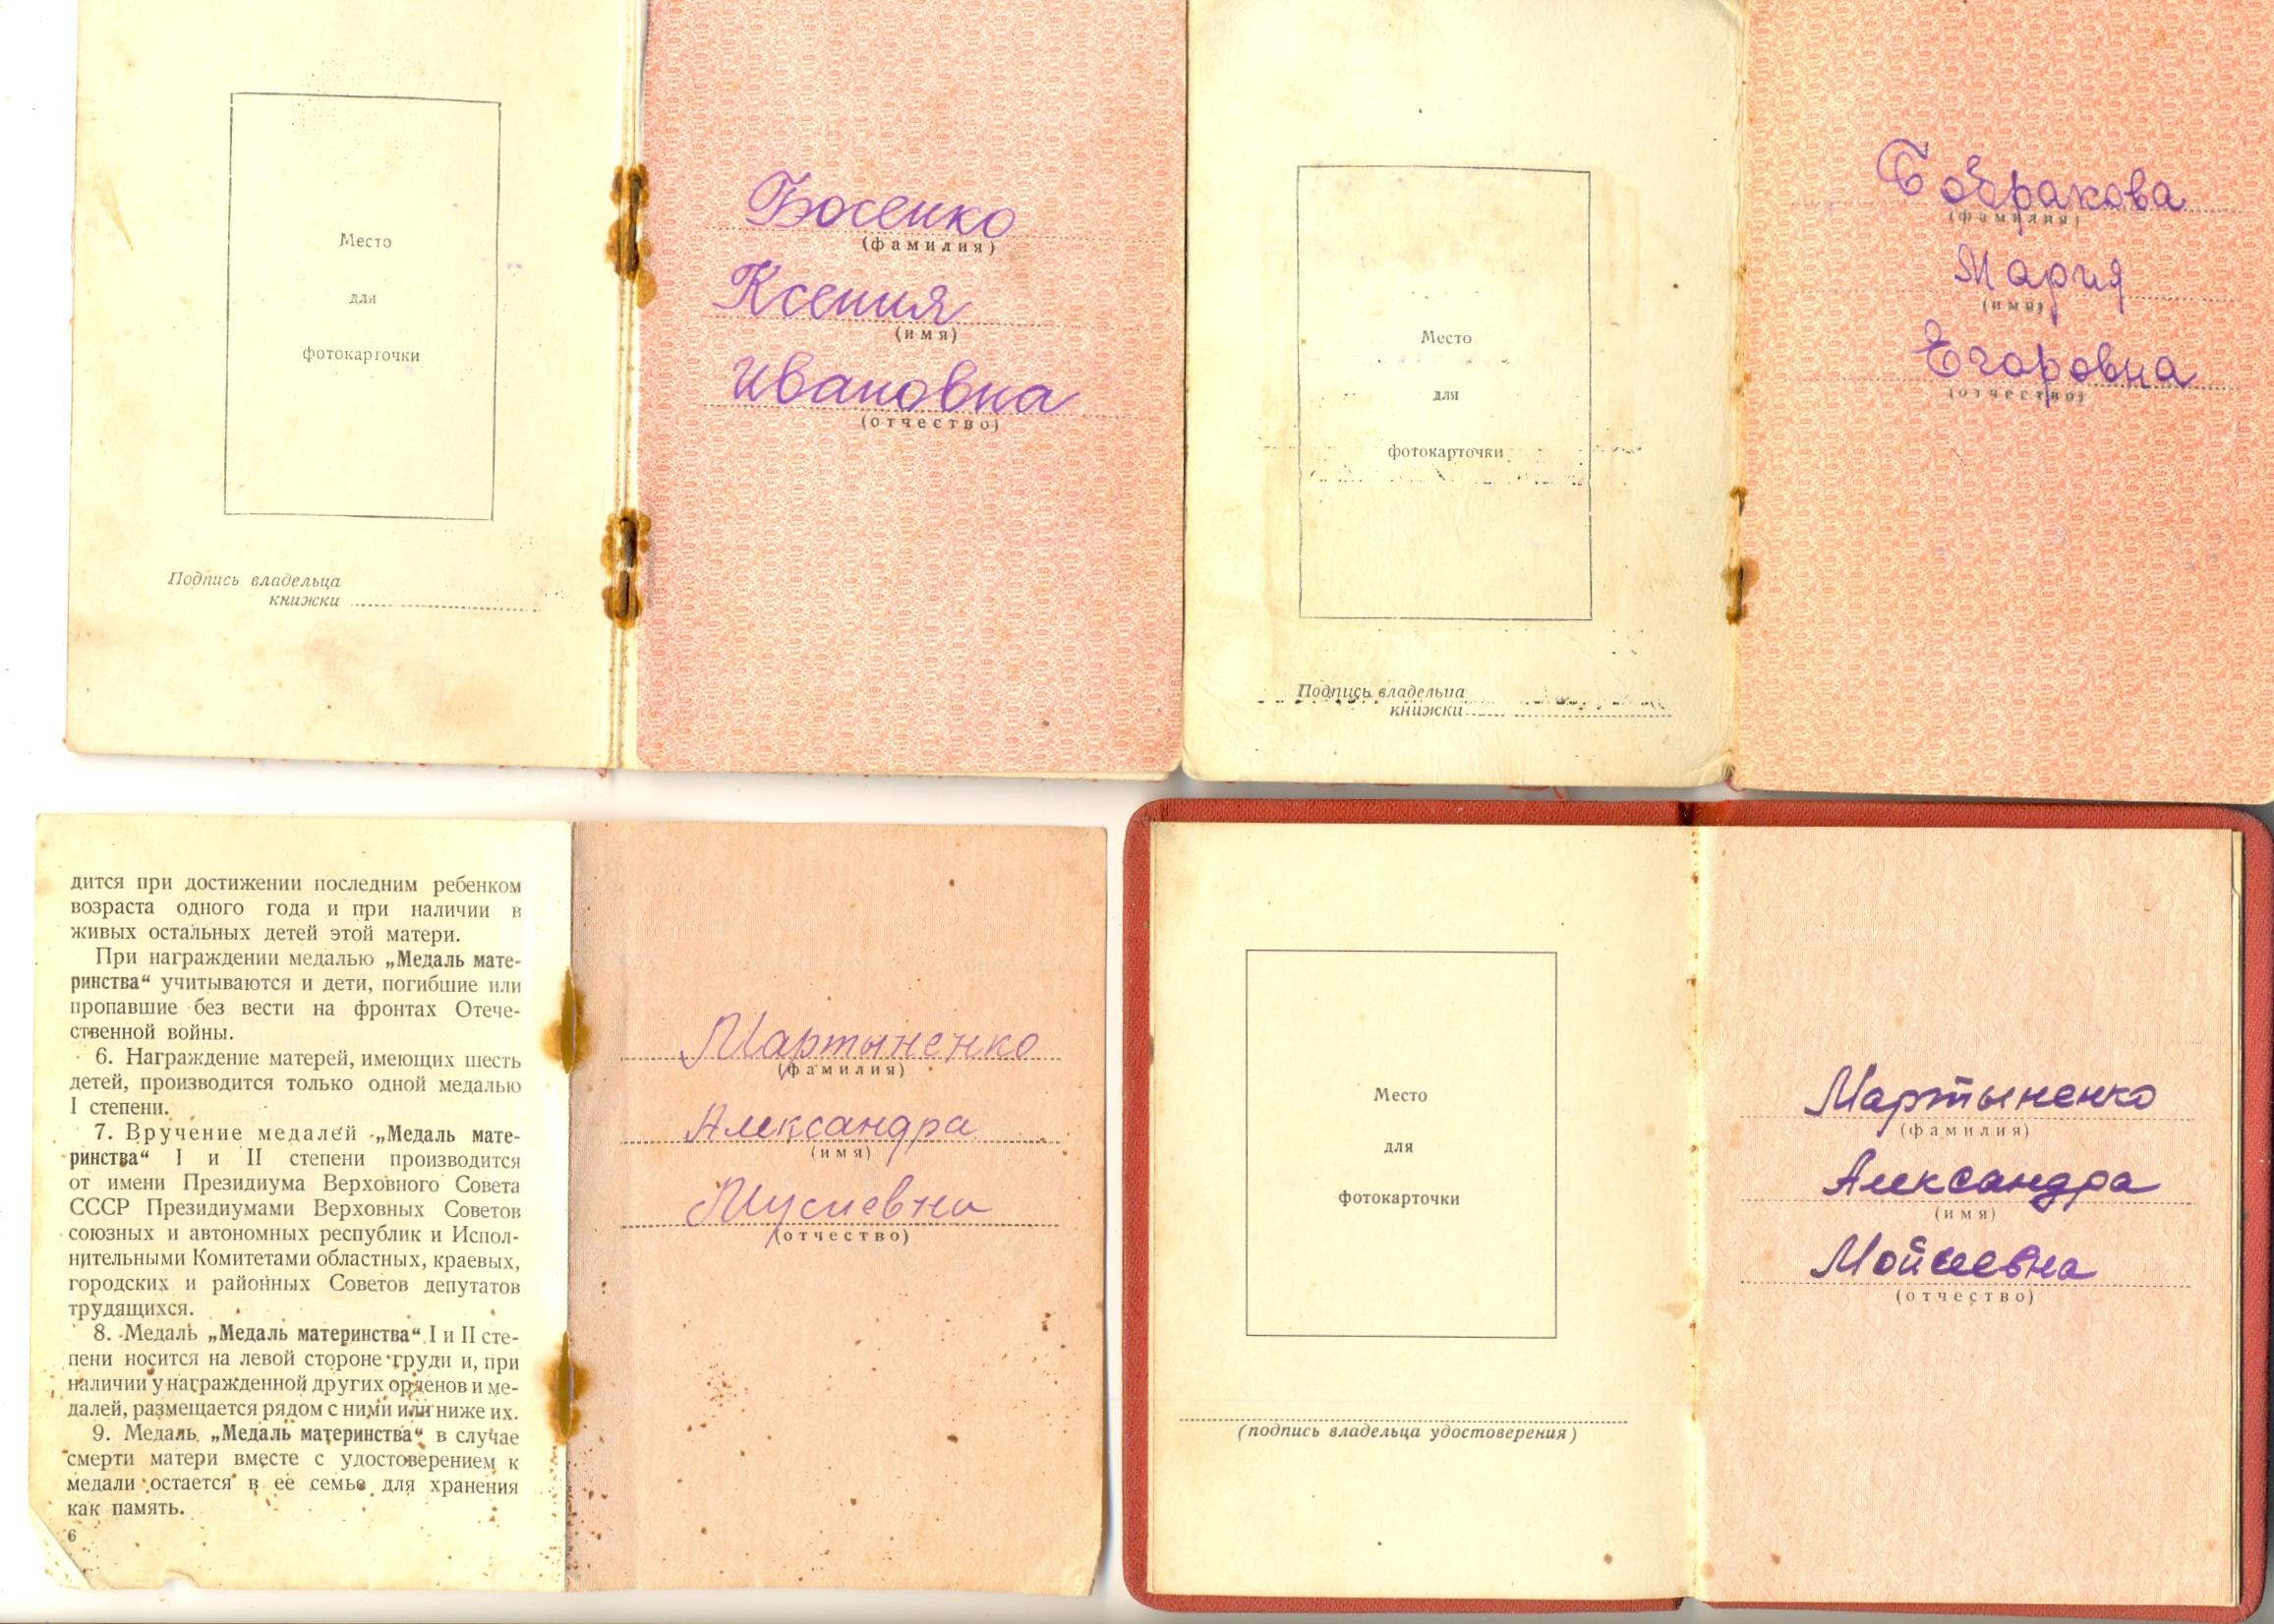 Место
для
фотокарточки
Подпись владельца
книжки
Босенко
(фамилия)
Ксения
(имя)
Ивановна
(отчество)
Место
для
фотокарточки
Подпись владельца
книжки
Бобракова
(фамилия)
Мария
(имя)
Егоровна
(отчество)
дится при достижении последним ребенком
возраста одного года и при наличии в
живых остальных детей этой матери.
При награждении медалью „Медаль мате-
ринства“ учитываются и дети, погибшие или
пропавшие без вести на фронтах Отече-
ственной войны.
6. Награждение матерей, имеющих шесть
детей, производится только одной медалью
I степени.
7. Вручение медалей „Медаль мате-
ринства“ I и II степени производится
от имени Президиума Верховного Совета
СССР Президиумами Верховных Советов
союзных и автономных республик и Испол-
нительными Комитетами областных, краевых,
городских и районных Советов депутатов
трудящихся.
8. Медаль „Медаль материнства“ I и II сте-
пени носится на левой стороне груди и, при
наличии у награжденной других орденов и ме-
далей, размещается рядом с ними или ниже их.
9. Медаль „Медаль материнства“ в случае
смерти матери вместе с удостоверением к
медали остается в ее семье для хранения
как память.
6
Мартыненко
(фамилия)
Александра
(имя)
Мусиевна
(отчество)
Место
для
фотокарточки
(подпись владельца удостоверения)
Мартыненко
(фамилия)
Александра
(имя)
Мойсеевна
(отчество)